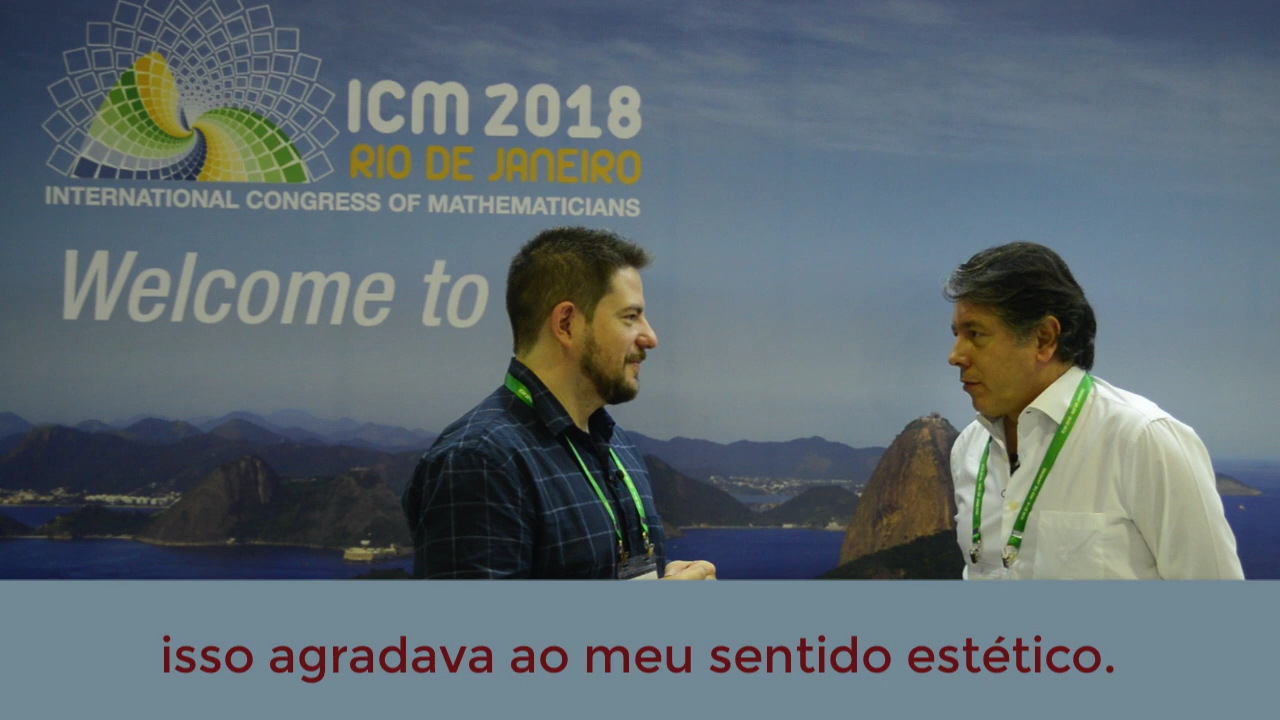 ICM 2018
RIO DE JANEIRO
INTERNATIONAL CONGRESS OF MATHEMATICIANS
Welcome to
isso agradava ao meu sentido estético.